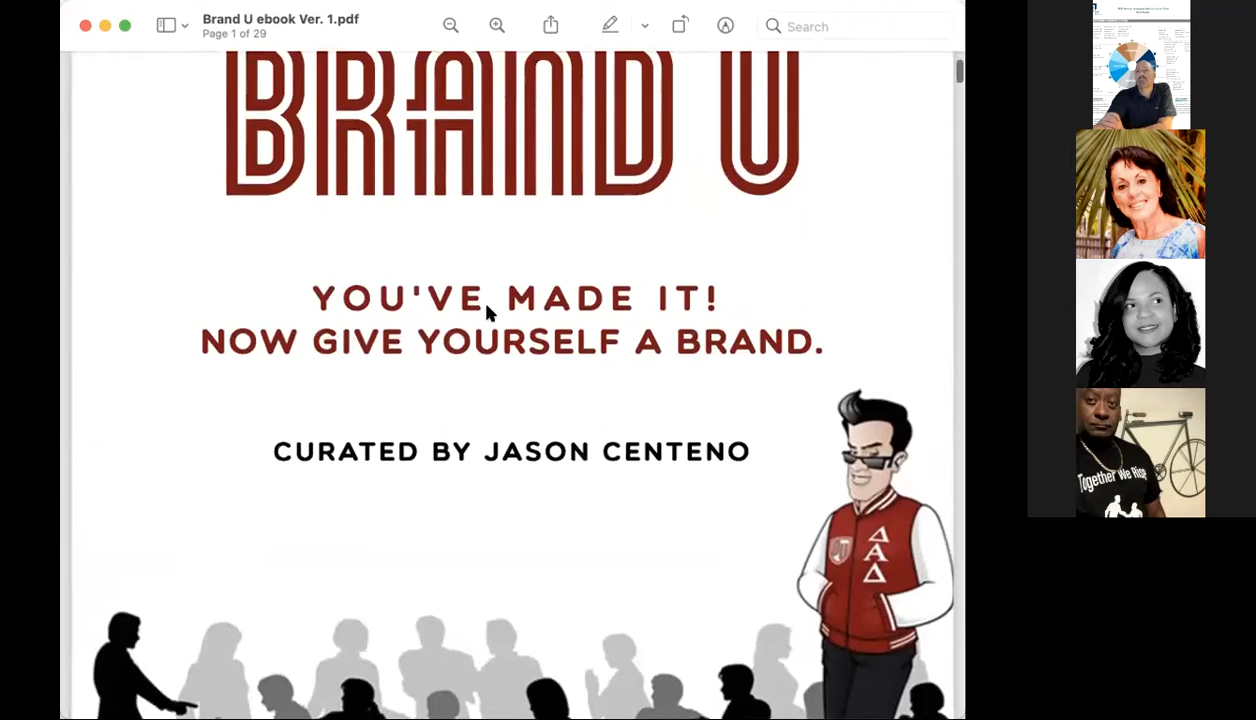 Brand U ebook Ver. 1.pdf
Page 1 of 29
Search
BRAND U
YOU'VE MADE IT!
NOW GIVE YOURSELF A BRAND.
CURATED BY JASON CENTENO
ΔΑΔ
Together We Rise